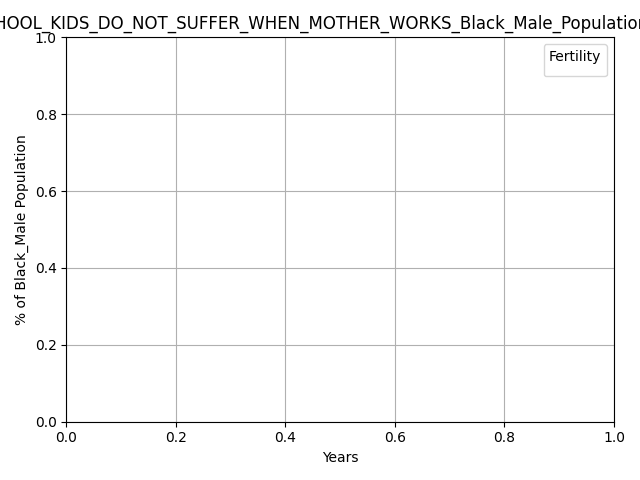 HOOL_KIDS_DO_NOT_SUFFER_WHEN_MOTHER_WORKS_Black_Male_Population
Fertility
% of Black_Male Population
1.0
0.8
0.6
0.4
0.2
0.0
0.0 0.2 0.4 0.6 0.8 1.0
Years